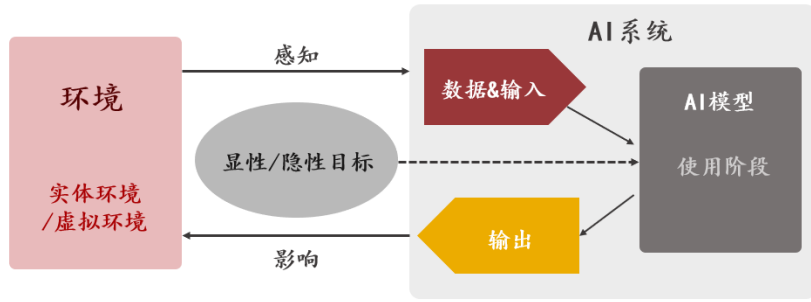 AI系统
感知
环境
数据&输入
AI模型
显性/隐性目标
使用阶段
实体环境
/虚拟环境
输出
影响